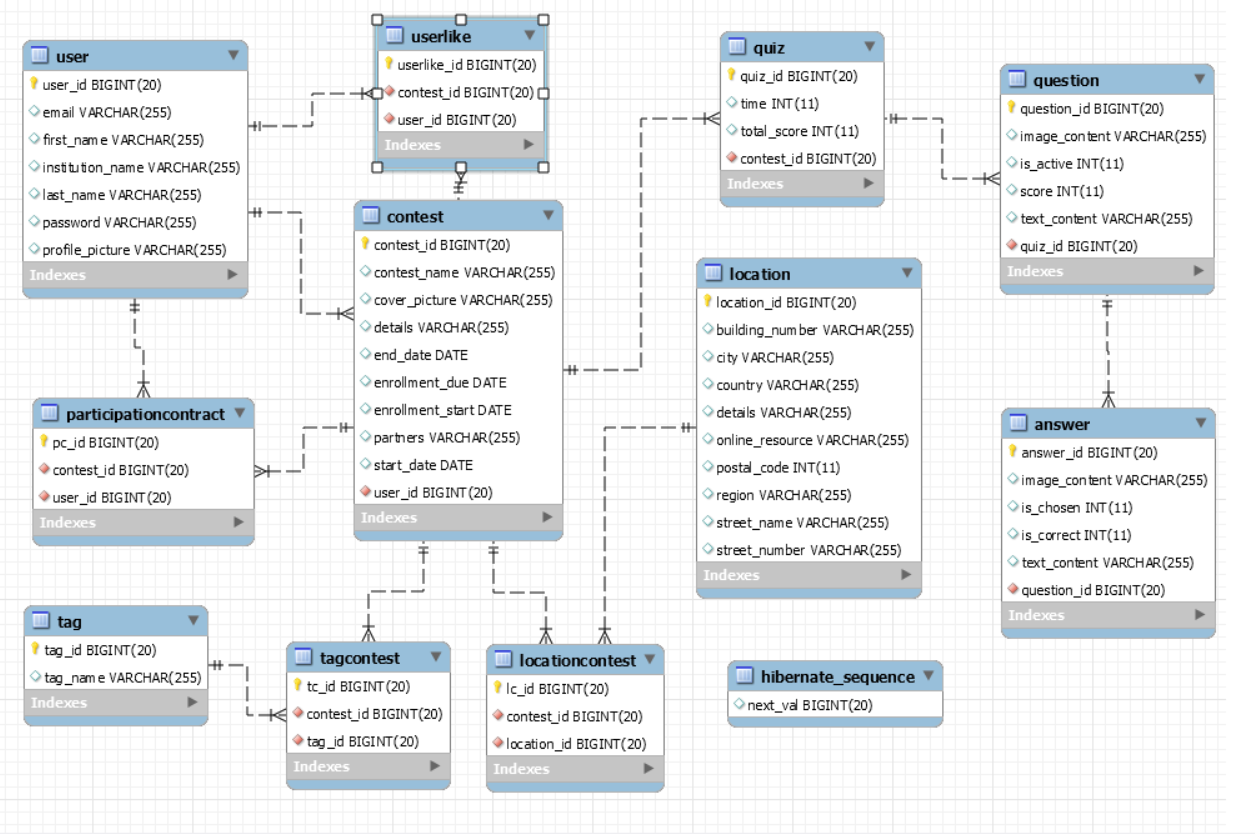 user
user_id BIGINT(20)
email VARCHAR(255)
first_name VARCHAR(255)
institution_name VARCHAR(255)
last_name VARCHAR(255)
password VARCHAR(255)
profile_picture VARCHAR(255)
Indexes
userlike
userlike_id BIGINT(20)
contest_id BIGINT(20)
user_id BIGINT(20)
Indexes
quiz
quiz_id BIGINT(20)
time INT(11)
total_score INT(11)
contest_id BIGINT(20)
Indexes
question
question_id BIGINT(20)
image_content VARCHAR(255)
is_active INT(11)
score INT(11)
text_content VARCHAR(255)
quiz_id BIGINT(20)
Indexes
contest
contest_id BIGINT(20)
contest_name VARCHAR(255)
cover_picture VARCHAR(255)
details VARCHAR(255)
end_date DATE
enrollment_due DATE
enrollment_start DATE
partners VARCHAR(255)
start_date DATE
user_id BIGINT(20)
Indexes
location
location_id BIGINT(20)
building_number VARCHAR(255)
city VARCHAR(255)
country VARCHAR(255)
details VARCHAR(255)
online_resource VARCHAR(255)
postal_code INT(11)
region VARCHAR(255)
street_name VARCHAR(255)
street_number VARCHAR(255)
Indexes
participationcontract
pc_id BIGINT(20)
contest_id BIGINT(20)
user_id BIGINT(20)
Indexes
answer
answer_id BIGINT(20)
image_content VARCHAR(255)
is_chosen INT(11)
is_correct INT(11)
text_content VARCHAR(255)
question_id BIGINT(20)
Indexes
tag
tag_id BIGINT(20)
tag_name VARCHAR(255)
Indexes
tagcontest
tc_id BIGINT(20)
contest_id BIGINT(20)
tag_id BIGINT(20)
Indexes
locationcontest
lc_id BIGINT(20)
contest_id BIGINT(20)
location_id BIGINT(20)
Indexes
hibernate_sequence
next_val BIGINT(20)